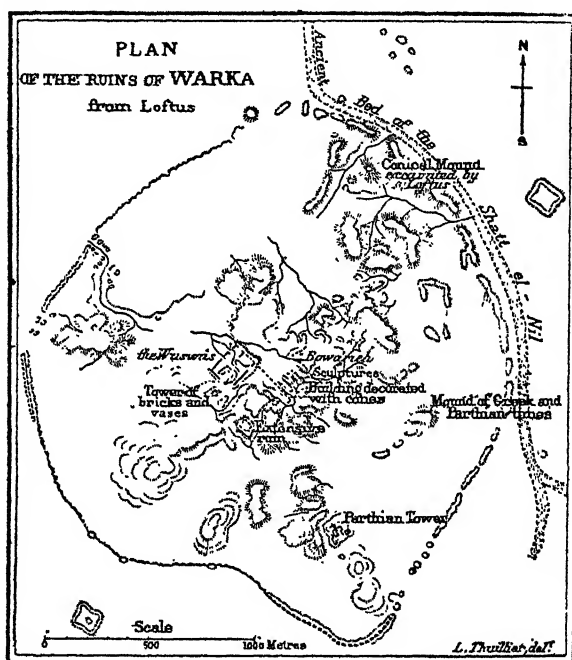 PLAN
OF THE RUINS OF WARKA
from Loftus
N
S
Ancient Bed of the Shatt el-Nil
Conical Mound
excavated by
Loftus
the Wuswas
Bowarieh
Sculptures
Building decorated
with cones
Tower of
bricks and
vases
Extensive
ruin
Mound of Greek and
Parthian times
Parthian Tower
Scale
0 500 1000 Metres
L. Thuillier, delt